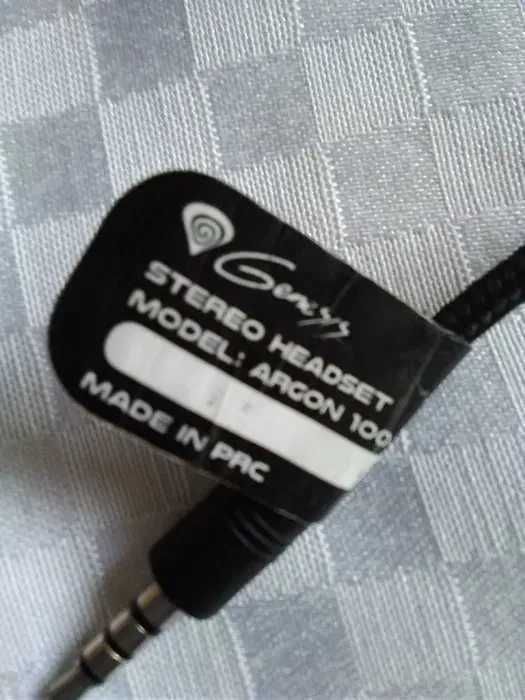 Genesis
STEREO HEADSET
MODEL: ARGON 100
MADE IN PRC